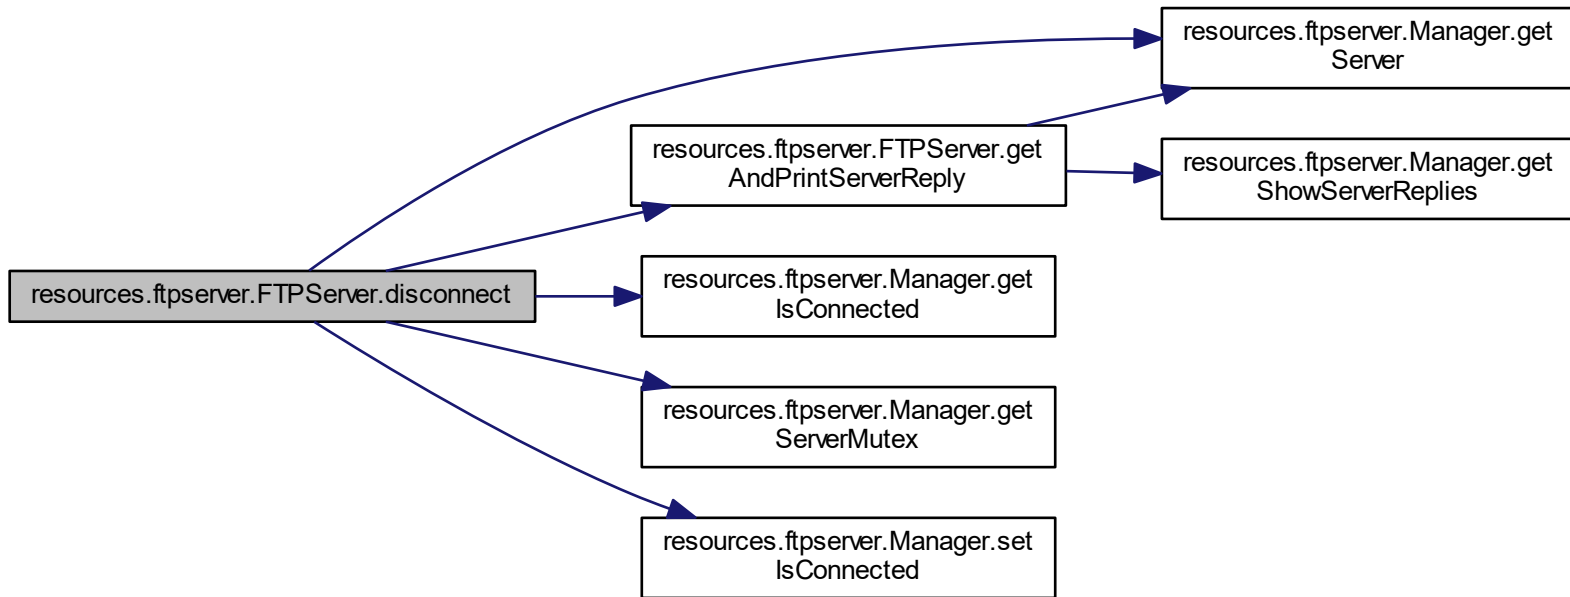 resources.ftpserver.Manager.get
Server
resources.ftpserver.FTPServer.get
AndPrintServerReply
resources.ftpserver.Manager.get
ShowServerReplies
resources.ftpserver.FTPServer.disconnect
resources.ftpserver.Manager.get
IsConnected
resources.ftpserver.Manager.get
ServerMutex
resources.ftpserver.Manager.set
IsConnected